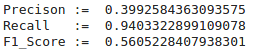 Precison :=  0.3992584363093575
Recall   :=  0.9403322899109078
F1_Score :=  0.5605228407938301